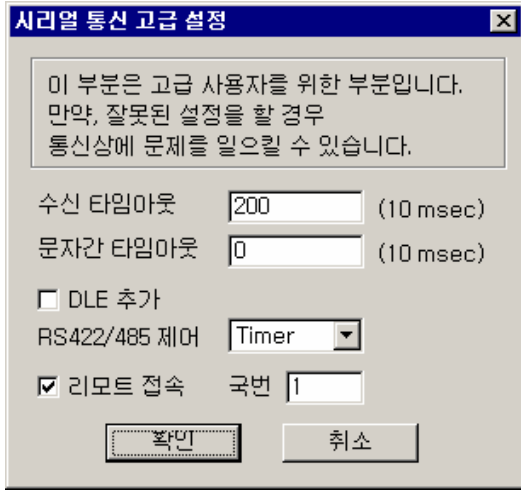 시리얼 통신 고급 설정
이 부분은 고급 사용자를 위한 부분입니다.
만약, 잘못된 설정을 할 경우
통신상에 문제를 일으킬 수 있습니다.
수신 타임아웃 200 (10 msec)
문자간 타임아웃 0 (10 msec)
DLE 추가
RS422/485 제어 Timer
리모트 접속 국번 1
확인 취소